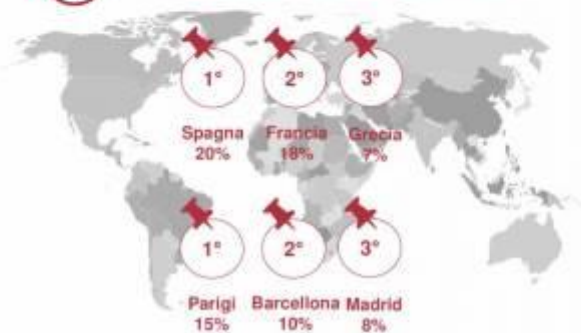 1° 2° 3°
Spagna Francia Grecia
20% 18% 7%
1° 2° 3°
Parigi Barcellona Madrid
15% 10% 8%